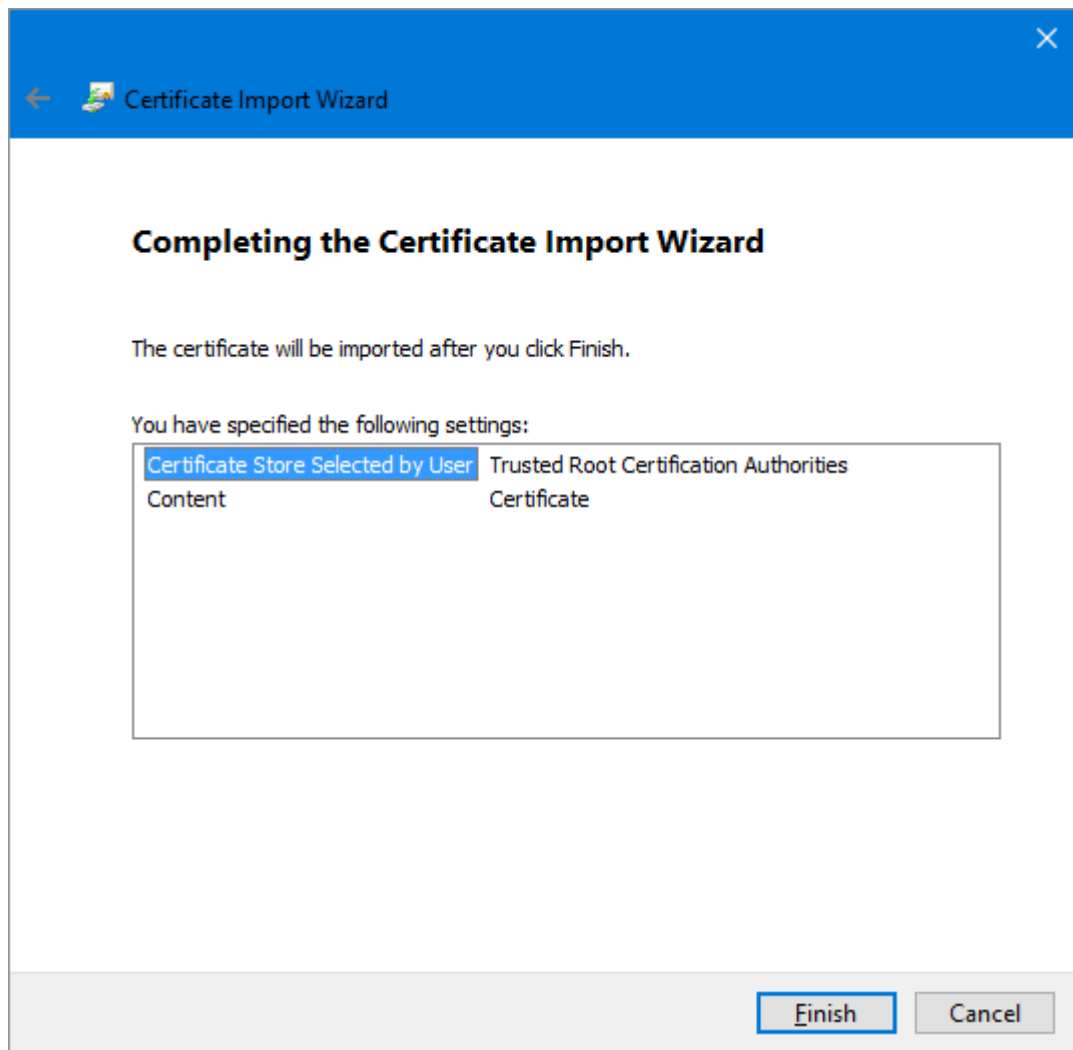 Certificate Import Wizard
Completing the Certificate Import Wizard
The certificate will be imported after you click Finish.
You have specified the following settings:
Certificate Store Selected by User Trusted Root Certification Authorities
Content Certificate
Finish Cancel